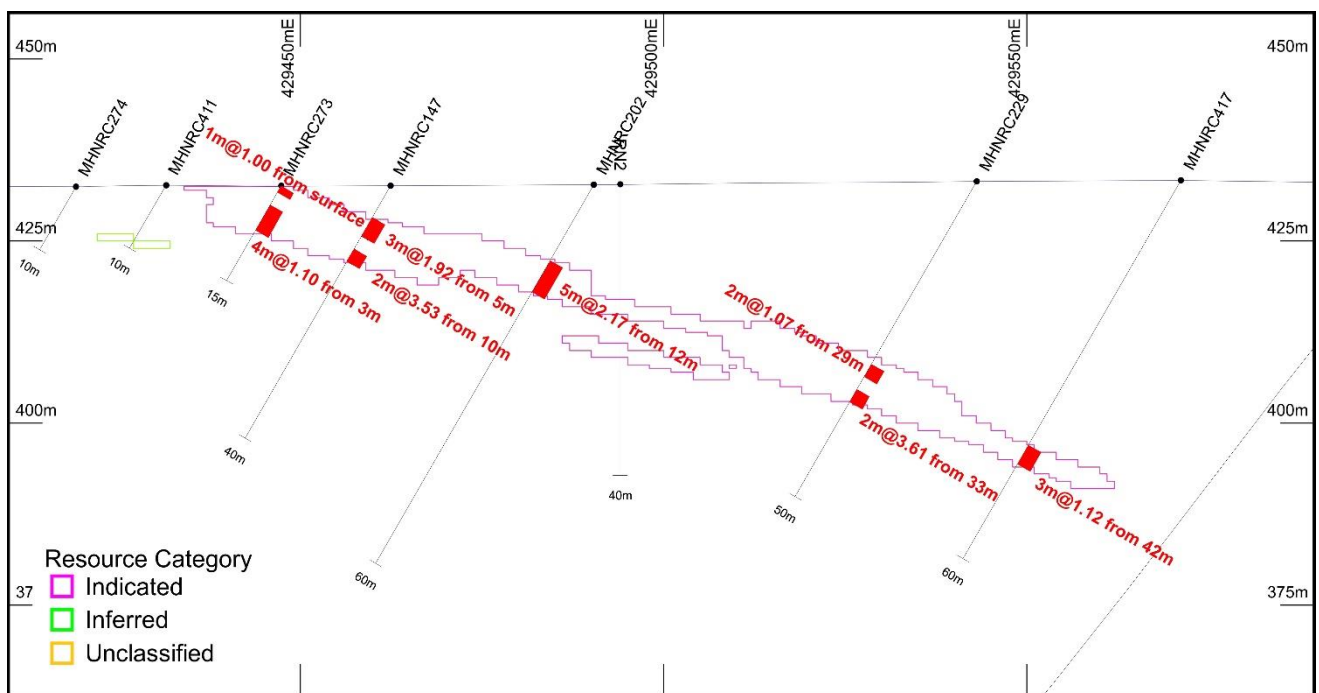 429450mE
429500mE
429550mE
450m
450m
MHNRC274
MHNRC411
MHNRC273
MHNRC147
MHNRC202
RN2
MHNRC229
MHNRC417
1m@1.00 from surface
425m
425m
10m
10m
15m
4m@1.10 from 3m
3m@1.92 from 5m
2m@3.53 from 10m
5m@2.17 from 12m
2m@1.07 from 29m
400m
400m
2m@3.61 from 33m
3m@1.12 from 42m
40m
40m
50m
60m
60m
Resource Category
Indicated
37
375m
Inferred
Unclassified